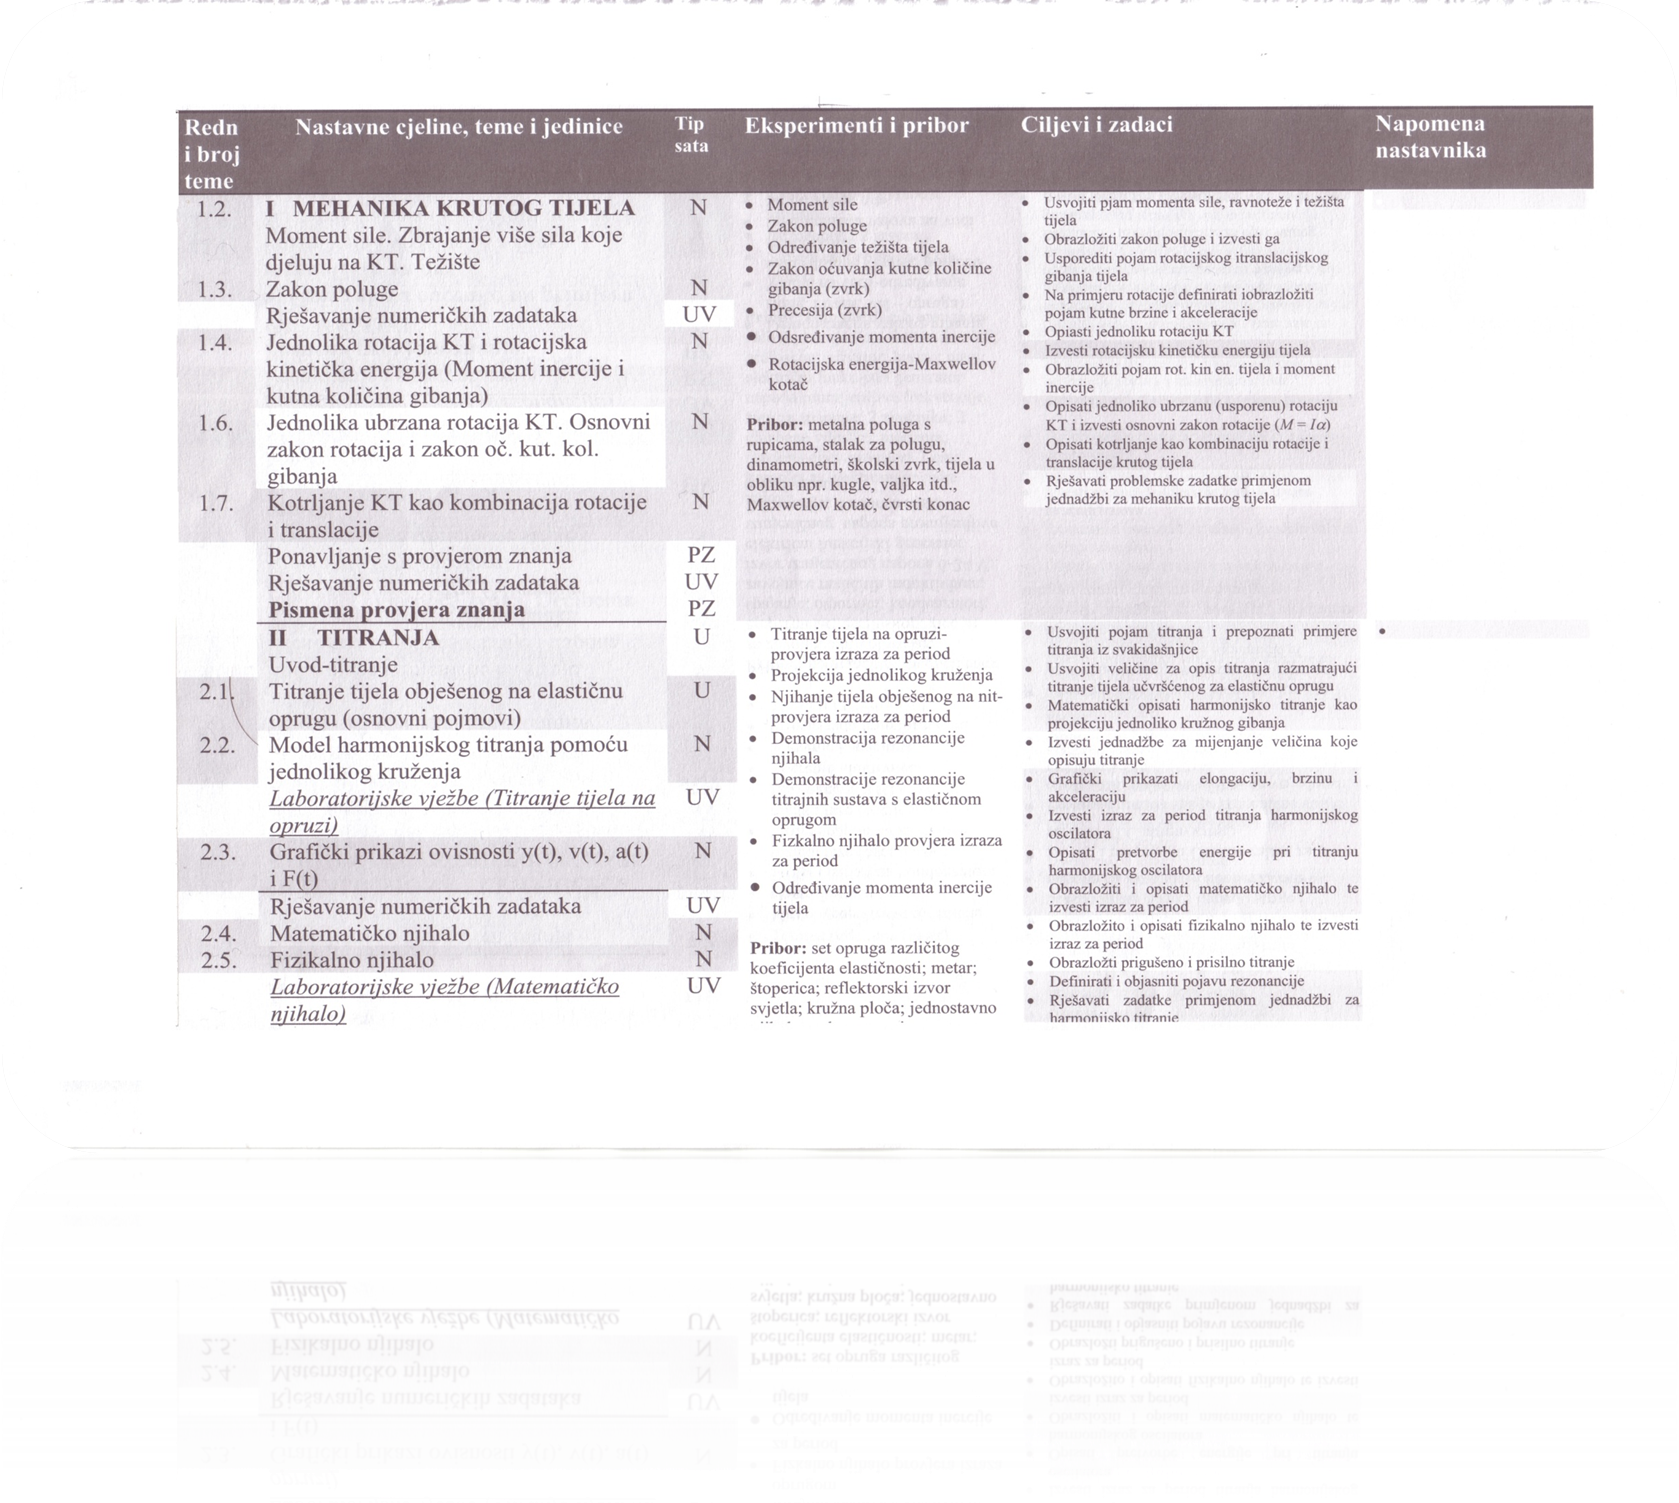 Redn i broj teme
Nastavne cjeline, teme i jedinice
Tip sata
Eksperimenti i pribor
Ciljevi i zadaci
Napomena nastavnika
1.2. I MEHANIKA KRUTOG TIJELA N
Moment sile. Zbrajanje više sila koje
djeluju na KT. Težište
1.3. Zakon poluge N
Rješavanje numeričkih zadataka UV
1.4. Jednolika rotacija KT i rotacijska N
kinetička energija (Moment inercije i
kutna količina gibanja)
1.6. Jednolika ubrzana rotacija KT. Osnovni N
zakon rotacija i zakon oč. kut. kol.
gibanja
1.7. Kotrljanje KT kao kombinacija rotacije N
i translacije
Ponavljanje s provjerom znanja PZ
Rješavanje numeričkih zadataka UV
Pismena provjera znanja PZ
• Moment sile
• Zakon poluge
• Određivanje težišta tijela
• Zakon oćuvanja kutne količine
gibanja (zvrk)
• Precesija (zvrk)
• Odsređivanje momenta inercije
• Rotacijska energija-Maxwellov
kotač
Pribor: metalna poluga s
rupicama, stalak za polugu,
dinamometri, školski zvrk, tijela u
obliku npr. kugle, valjka itd.,
Maxwellov kotač, čvrsti konac
• Usvojiti pjam momenta sile, ravnoteže i težišta
tijela
• Obrazložiti zakon poluge i izvesti ga
• Usporediti pojam rotacijskog itranslacijskog
gibanja tijela
• Na primjeru rotacije definirati iobrazložiti
pojam kutne brzine i akceleracije
• Opiasti jednoliku rotaciju KT
• Izvesti rotacijsku kinetičku energiju tijela
• Obrazložiti pojam rot. kin en. tijela i moment
inercije
• Opisati jednoliko ubrzanu (usporenu) rotaciju
KT i izvesti osnovni zakon rotacije (M = Iα)
• Opisati kotrljanje kao kombinaciju rotacije i
translacije krutog tijela
• Rješavati problemske zadatke primjenom
jednadžbi za mehaniku krutog tijela
II TITRANJA U
Uvod-titranje
2.1. Titranje tijela obješenog na elastičnu U
oprugu (osnovni pojmovi)
2.2. Model harmonijskog titranja pomoću N
jednolikog kruženja
Laboratorijske vježbe (Titranje tijela na UV
opruzi)
2.3. Grafički prikazi ovisnosti y(t), v(t), a(t) N
i F(t)
Rješavanje numeričkih zadataka UV
2.4. Matematičko njihalo N
2.5. Fizikalno njihalo N
Laboratorijske vježbe (Matematičko UV
njihalo)
• Titranje tijela na opruzi-
provjera izraza za period
• Projekcija jednolikog kruženja
• Njihanje tijela obješenog na nit-
provjera izraza za period
• Demonstracija rezonancije
njihala
• Demonstracije rezonancije
titrajnih sustava s elastičnom
oprugom
• Fizkalno njihalo provjera izraza
za period
• Određivanje momenta inercije
tijela
Pribor: set opruga različitog
koeficijenta elastičnosti; metar;
štoperica; reflektorski izvor
svjetla; kružna ploča; jednostavno
• Usvojiti pojam titranja i prepoznati primjere
titranja iz svakidašnjice
• Usvojiti veličine za opis titranja razmatrajući
titranje tijela učvršćenog za elastičnu oprugu
• Matematički opisati harmonijsko titranje kao
projekciju jednoliko kružnog gibanja
• Izvesti jednadžbe za mijenjanje veličina koje
opisuju titranje
• Grafički prikazati elongaciju, brzinu i
akceleraciju
• Izvesti izraz za period titranja harmonijskog
oscilatora
• Opisati pretvorbe energije pri titranju
harmonijskog oscilatora
• Obrazložiti i opisati matematičko njihalo te
izvesti izraz za period
• Obrazložito i opisati fizikalno njihalo te izvesti
izraz za period
• Obrazložti prigušeno i prisilno titranje
• Definirati i objasniti pojavu rezonancije
• Rješavati zadatke primjenom jednadžbi za
harmonijsko titranje
•